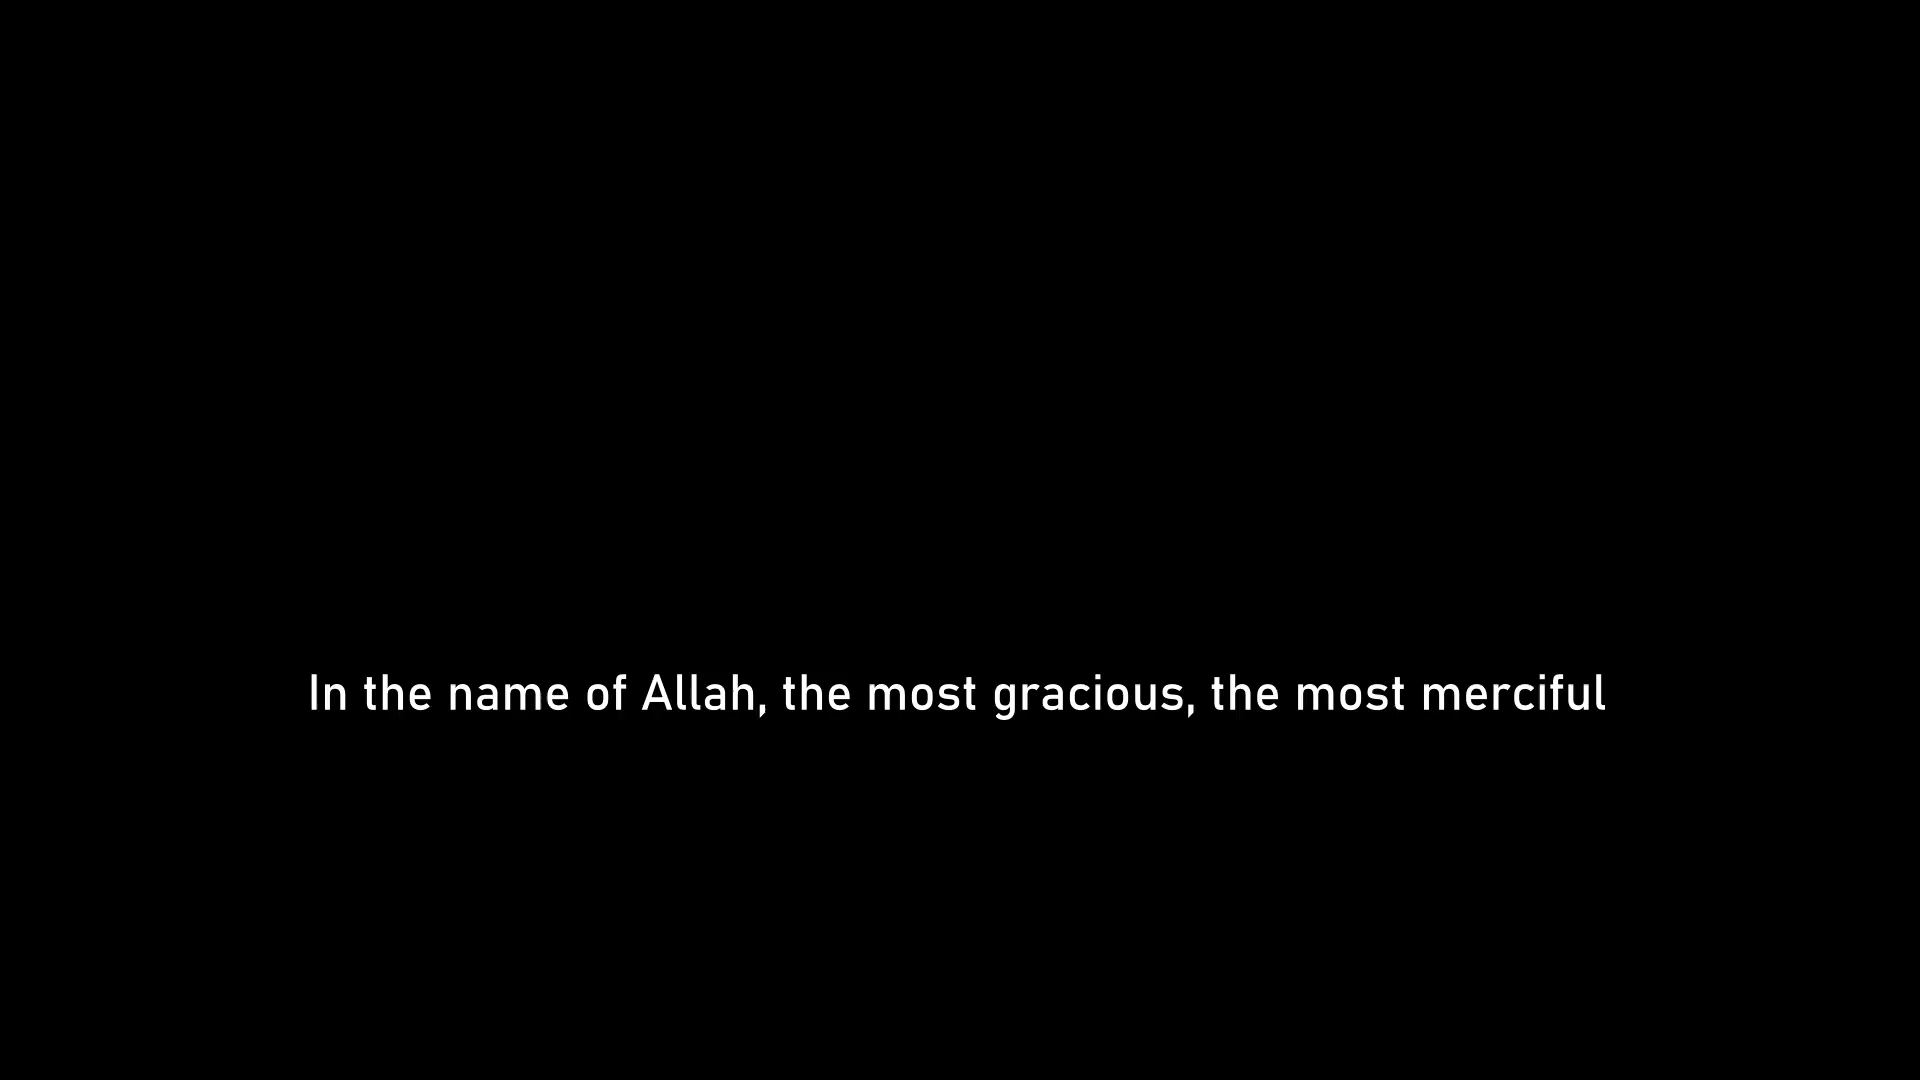 In the name of Allah, the most gracious, the most merciful